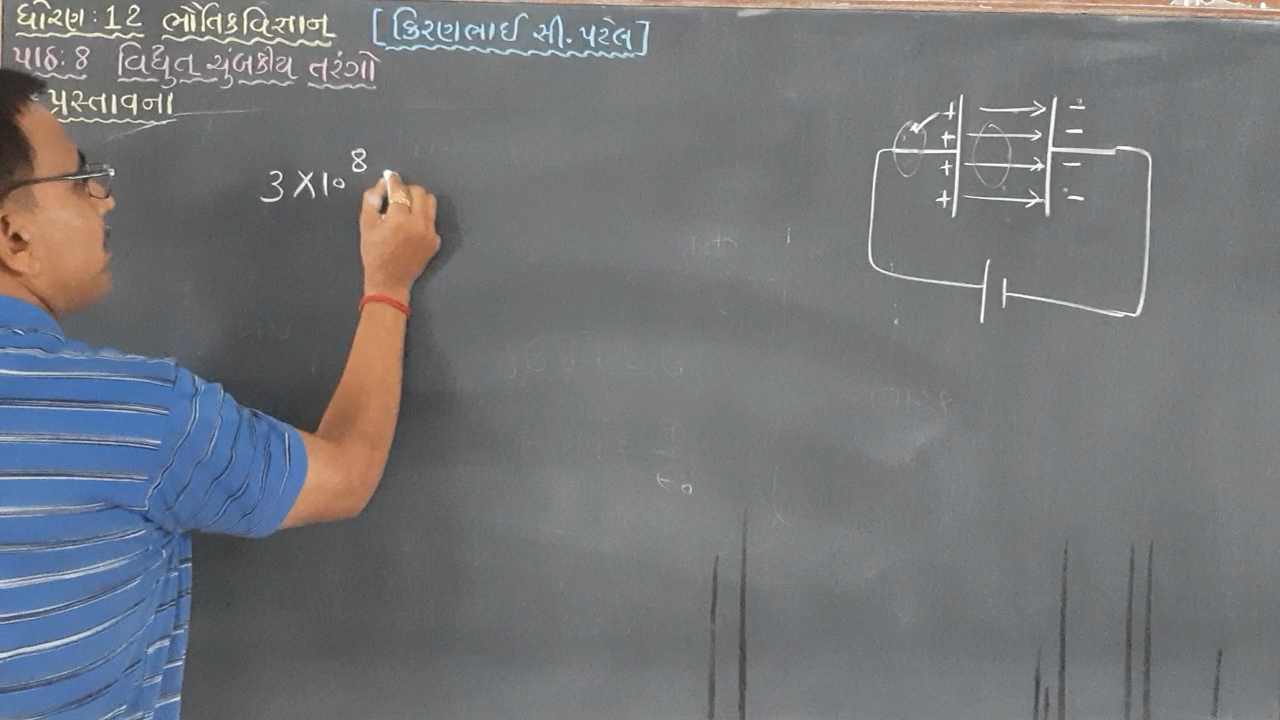 ધોરણ : 12 ભૌતિકવિજ્ઞાન [કિરણભાઈ સી. પટેલ]
પાઠ : 8 વિદ્યુત ચુંબકીય તરંગો
પ્રસ્તાવના
3 × 10⁸
+ -
+ -
+ -
+ -